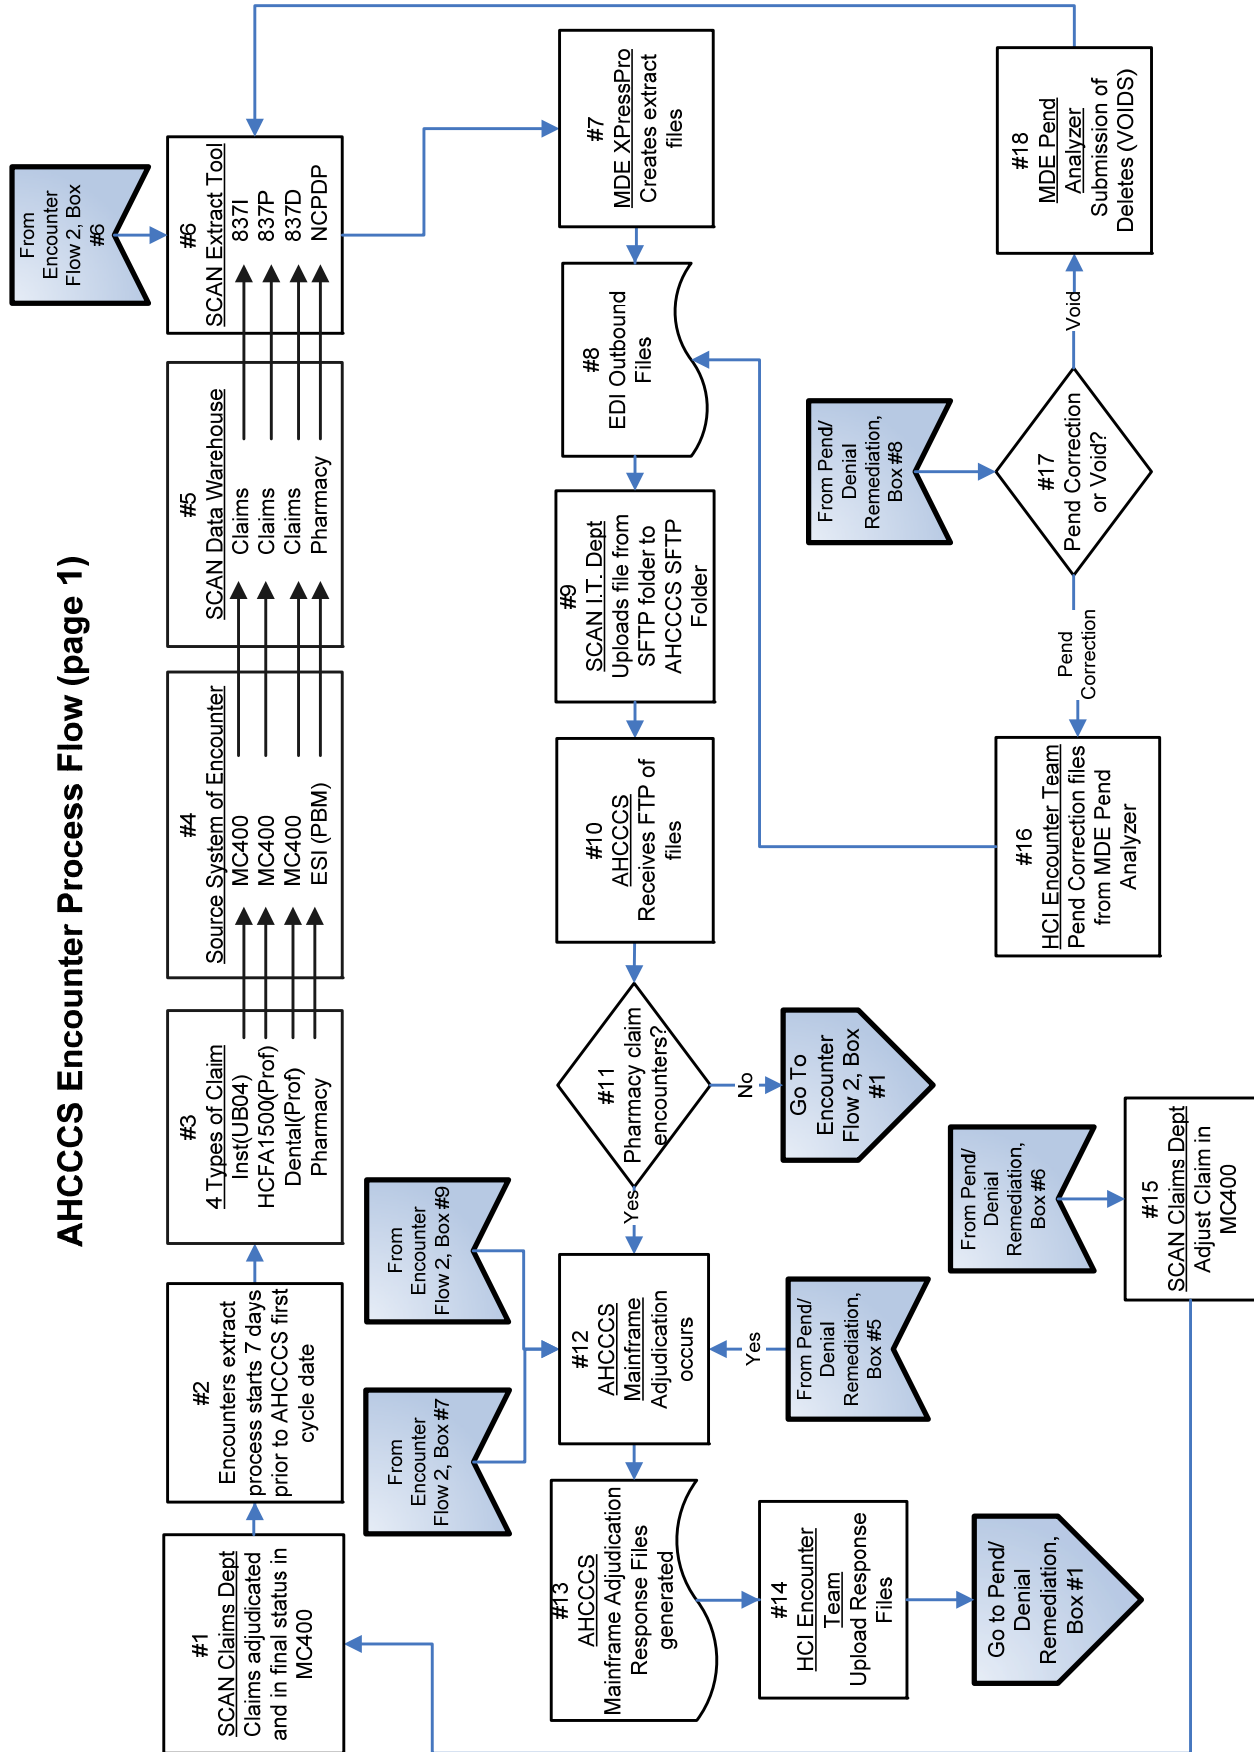 AHCCCS Encounter Process Flow (page 1)
#1
SCAN Claims Dept
Claims adjudicated
and in final status in
MC400
#2
Encounters extract
process starts 7 days
prior to AHCCCS first
cycle date
#3
4 Types of Claim
Inst(UB04)
HCFA1500(Prof)
Dental(Prof)
Pharmacy
#4
Source System of Encounter
MC400
MC400
MC400
ESI (PBM)
#5
SCAN Data Warehouse
Claims
Claims
Claims
Pharmacy
#6
SCAN Extract Tool
837I
837P
837D
NCPDP
From
Encounter
Flow 2, Box
#6
From
Encounter
Flow 2, Box #7
From
Encounter
Flow 2, Box #9
#13
AHCCCS
Mainframe Adjudication
Response Files
generated
#12
AHCCCS
Mainframe
Adjudication
occurs
Yes
#11
Pharmacy claim
encounters?
#10
AHCCCS
Receives FTP of
files
#9
SCAN I.T. Dept
Uploads file from
SFTP folder to
AHCCCS SFTP
Folder
#8
EDI Outbound
Files
#7
MDE XPressPro
Creates extract
files
#14
HCI Encounter
Team
Upload Response
Files
Yes
From Pend/
Denial
Remediation,
Box #5
No
Go To
Encounter
Flow 2, Box
#1
From Pend/
Denial
Remediation,
Box #8
Go to Pend/
Denial
Remediation,
Box #1
From Pend/
Denial
Remediation,
Box #6
#15
SCAN Claims Dept
Adjust Claim in
MC400
#16
HCI Encounter Team
Pend Correction files
from MDE Pend
Analyzer
Pend
Correction
#17
Pend Correction
or Void?
Void
#18
MDE Pend
Analyzer
Submission of
Deletes (VOIDS)